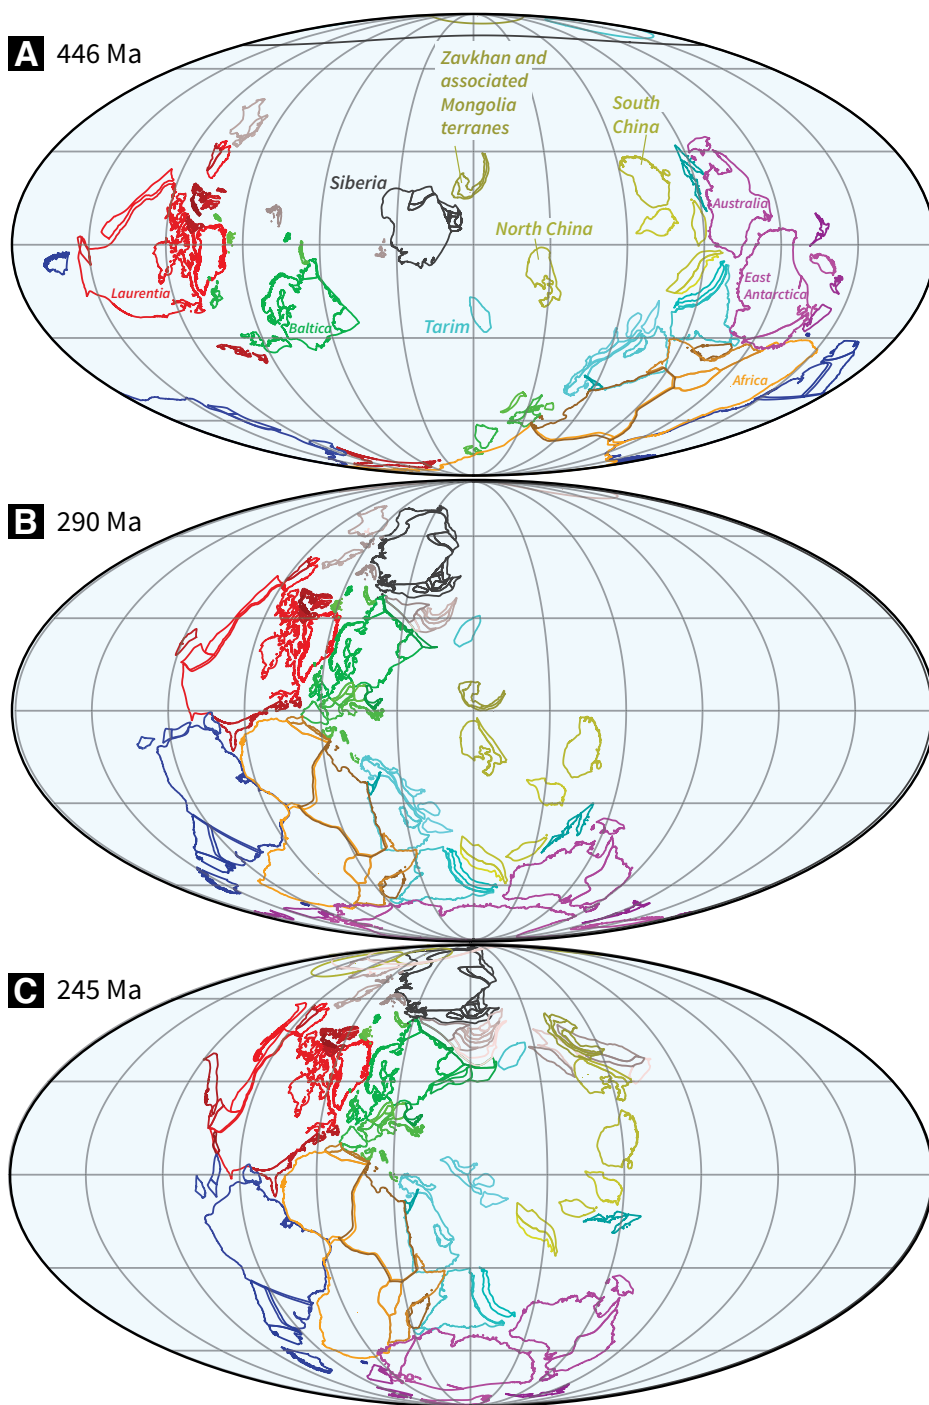 A 446 Ma
Zavkhan and
associated
Mongolia
terranes
South
China
Siberia
Australia
North China
East
Antarctica
Laurentia
Baltica
Tarim
Africa
B 290 Ma
C 245 Ma